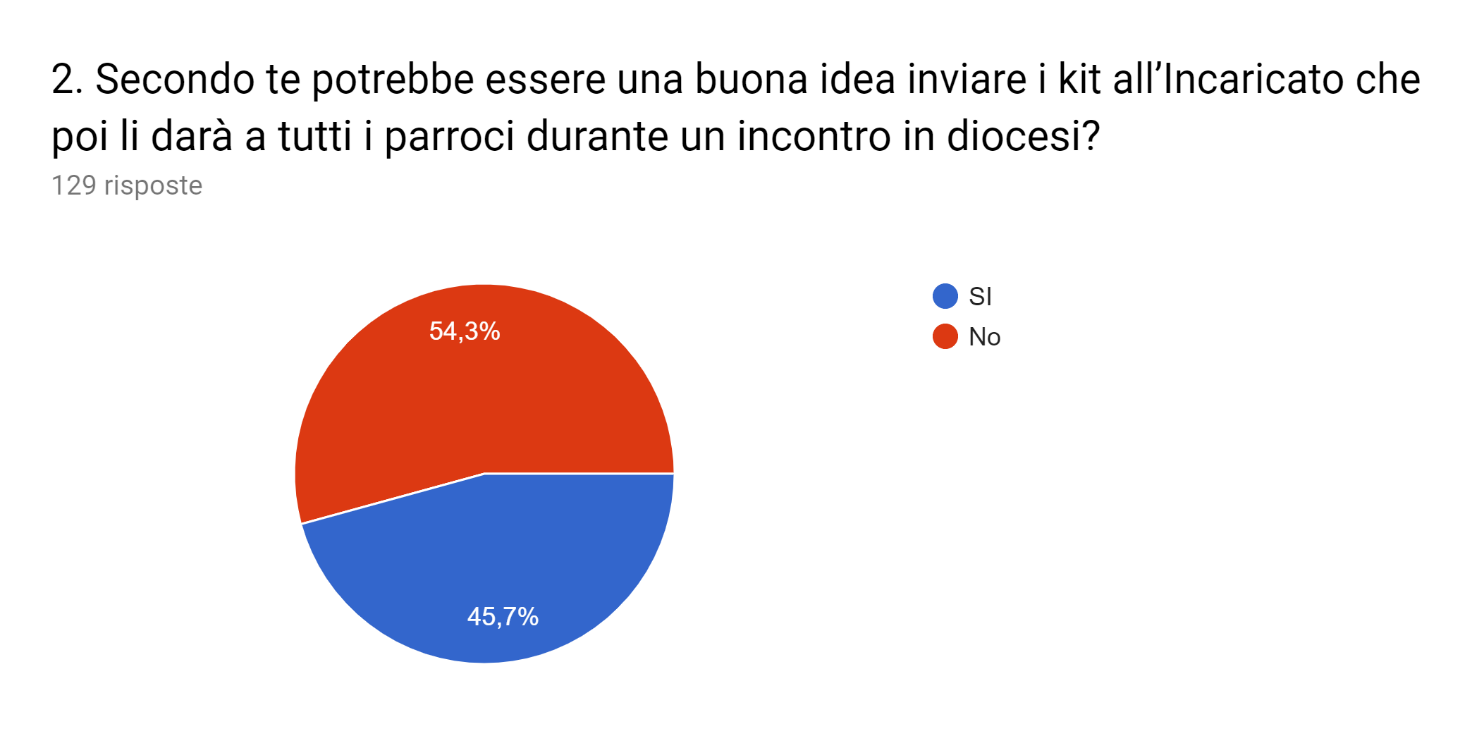 2. Secondo te potrebbe essere una buona idea inviare i kit all’Incaricato che
poi li darà a tutti i parroci durante un incontro in diocesi?
129 risposte
SI
No
54,3%
45,7%